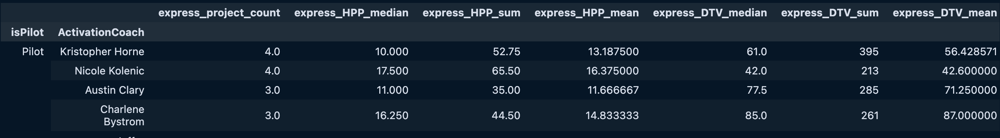 express_project_count express_HPP_median express_HPP_sum express_HPP_mean express_DTV_median express_DTV_sum express_DTV_mean
isPilot ActivationCoach
Pilot Kristopher Horne 4.0 10.000 52.75 13.187500 61.0 395 56.428571
Nicole Kolenic 4.0 17.500 65.50 16.375000 42.0 213 42.600000
Austin Clary 3.0 11.000 35.00 11.666667 77.5 285 71.250000
Charlene
Bystrom 3.0 16.250 44.50 14.833333 85.0 261 87.000000